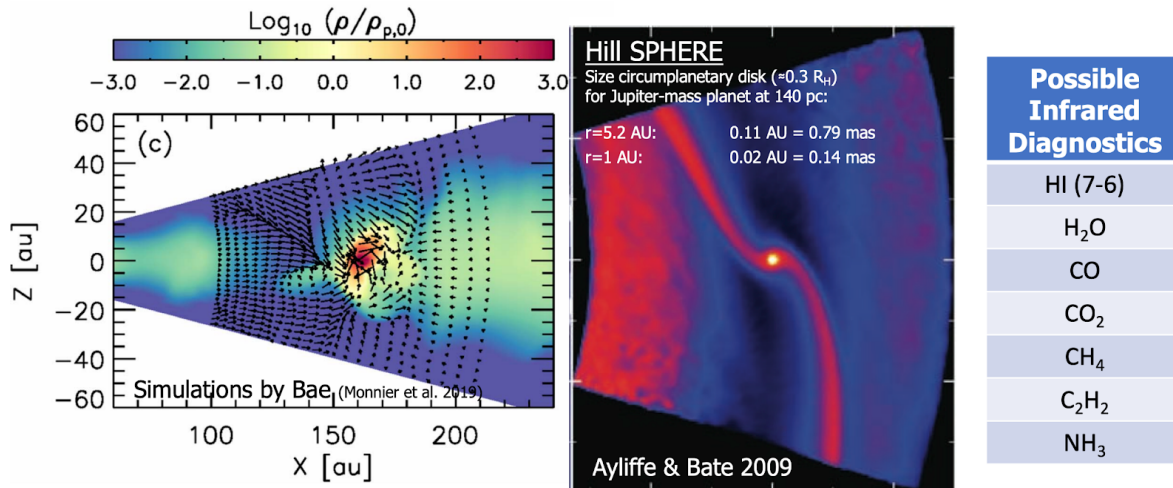 Log₁₀ (ρ/ρₚ,₀)
-3.0 -2.0 -1.0 0.0 1.0 2.0 3.0
(c)
60
40
20
0
-20
-40
-60
Z [au]
Simulations by Bae (Monnier et al. 2019)
100 150 200
X [au]
Hill SPHERE
Size circumplanetary disk (≈0.3 R_H)
for Jupiter-mass planet at 140 pc:
r=5.2 AU: 0.11 AU = 0.79 mas
r=1 AU: 0.02 AU = 0.14 mas
Ayliffe & Bate 2009
Possible
Infrared
Diagnostics
HI (7-6)
H₂O
CO
CO₂
CH₄
C₂H₂
NH₃